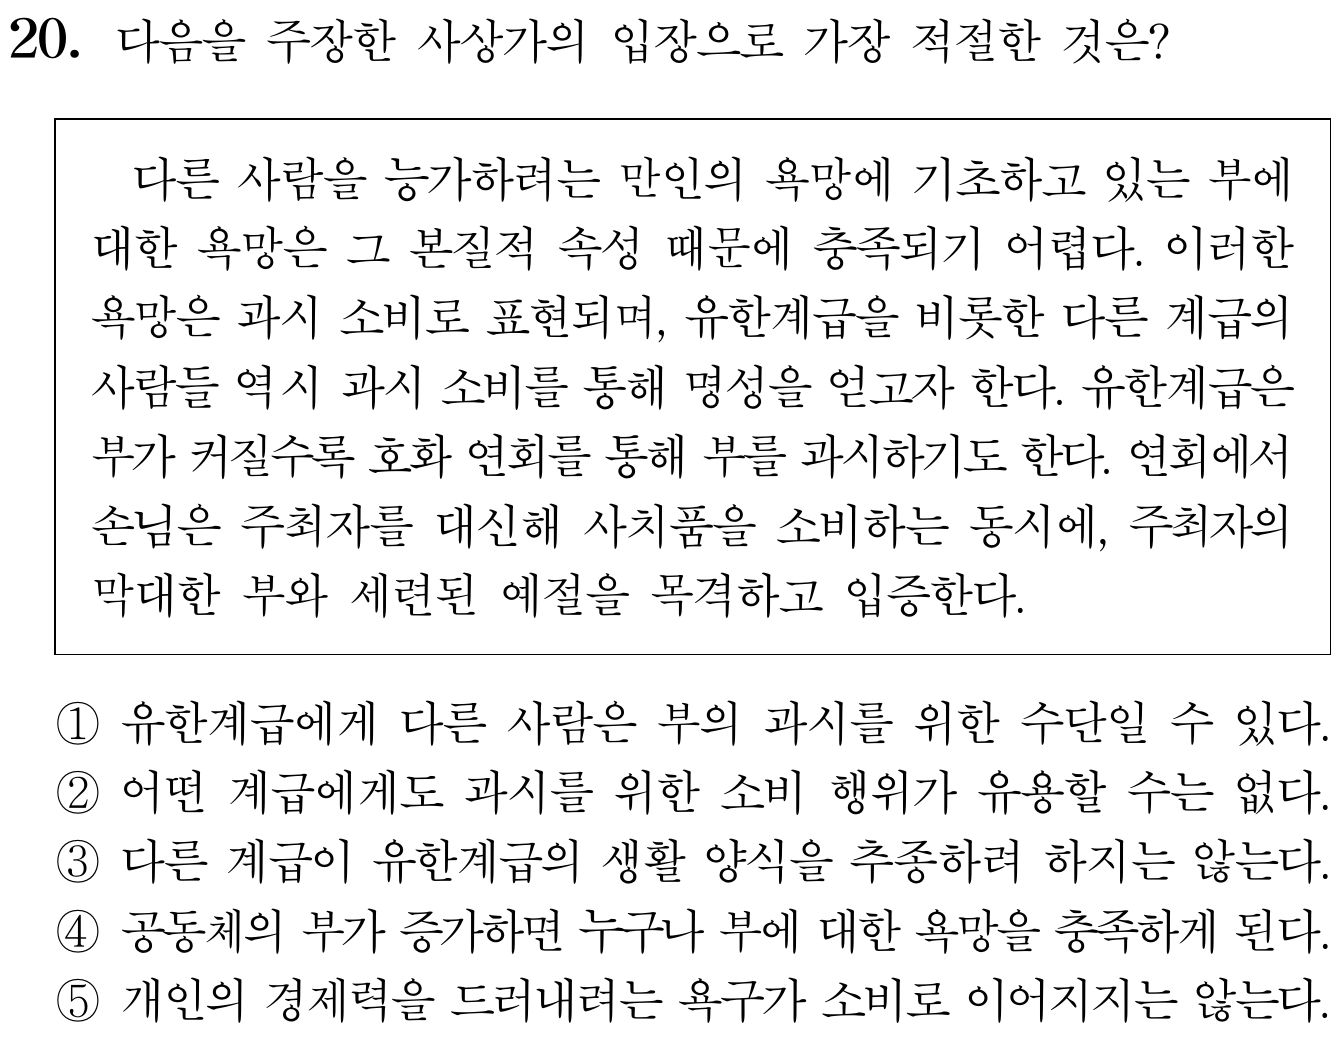 20. 다음을 주장한 사상가의 입장으로 가장 적절한 것은?
다른 사람을 능가하려는 만인의 욕망에 기초하고 있는 부에
대한 욕망은 그 본질적 속성 때문에 충족되기 어렵다. 이러한
욕망은 과시 소비로 표현되며, 유한계급을 비롯한 다른 계급의
사람들 역시 과시 소비를 통해 명성을 얻고자 한다. 유한계급은
부가 커질수록 호화 연회를 통해 부를 과시하기도 한다. 연회에서
손님은 주최자를 대신해 사치품을 소비하는 동시에, 주최자의
막대한 부와 세련된 예절을 목격하고 입증한다.
① 유한계급에게 다른 사람은 부의 과시를 위한 수단일 수 있다.
② 어떤 계급에게도 과시를 위한 소비 행위가 유용할 수는 없다.
③ 다른 계급이 유한계급의 생활 양식을 추종하려 하지는 않는다.
④ 공동체의 부가 증가하면 누구나 부에 대한 욕망을 충족하게 된다.
⑤ 개인의 경제력을 드러내려는 욕구가 소비로 이어지지는 않는다.